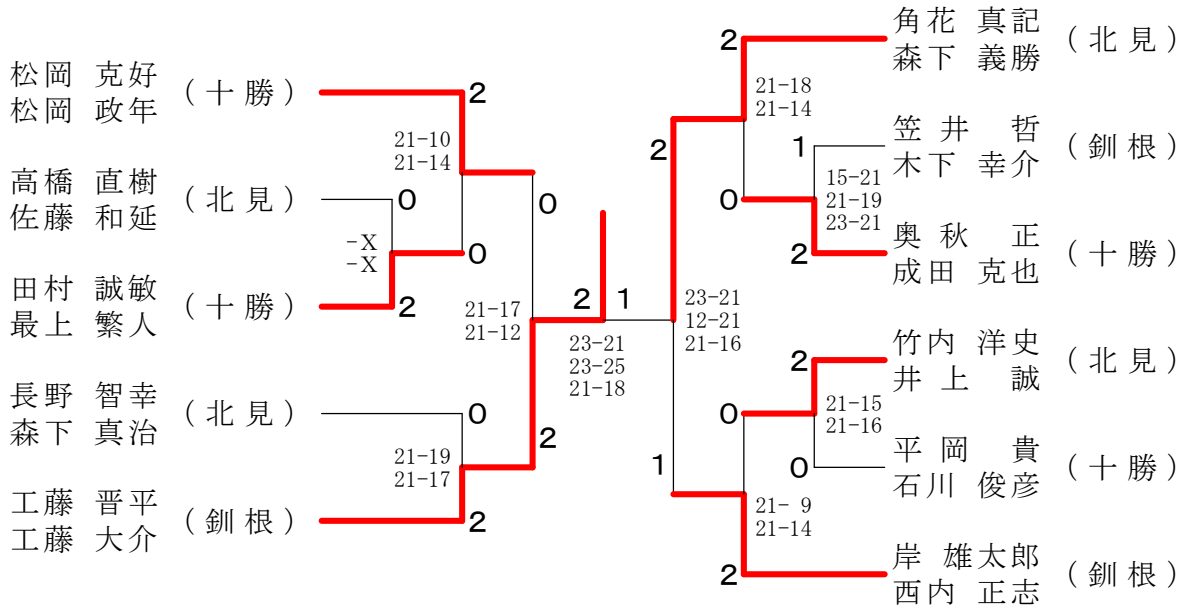 松岡 克好
松岡 政年
(十勝)
2
21-10
21-14
高橋 直樹
佐藤 和延
(北見)
0
-X
-X
0
田村 誠敏
最上 繁人
(十勝)
2
0
21-17
21-12
長野 智幸
森下 真治
(北見)
0
21-19
21-17
2
工藤 晋平
工藤 大介
(釧根)
2
2
1
23-21
23-25
21-18
角花 真記
森下 義勝
(北見)
2
21-18
21-14
2
笠井 哲
木下 幸介
(釧根)
1
15-21
21-19
23-21
0
奥秋 正
成田 克也
(十勝)
2
23-21
12-21
21-16
竹内 洋史
井上 誠
(北見)
2
21-15
21-16
0
平岡 貴
石川 俊彦
(十勝)
0
1
21- 9
21-14
岸 雄太郎
西内 正志
(釧根)
2